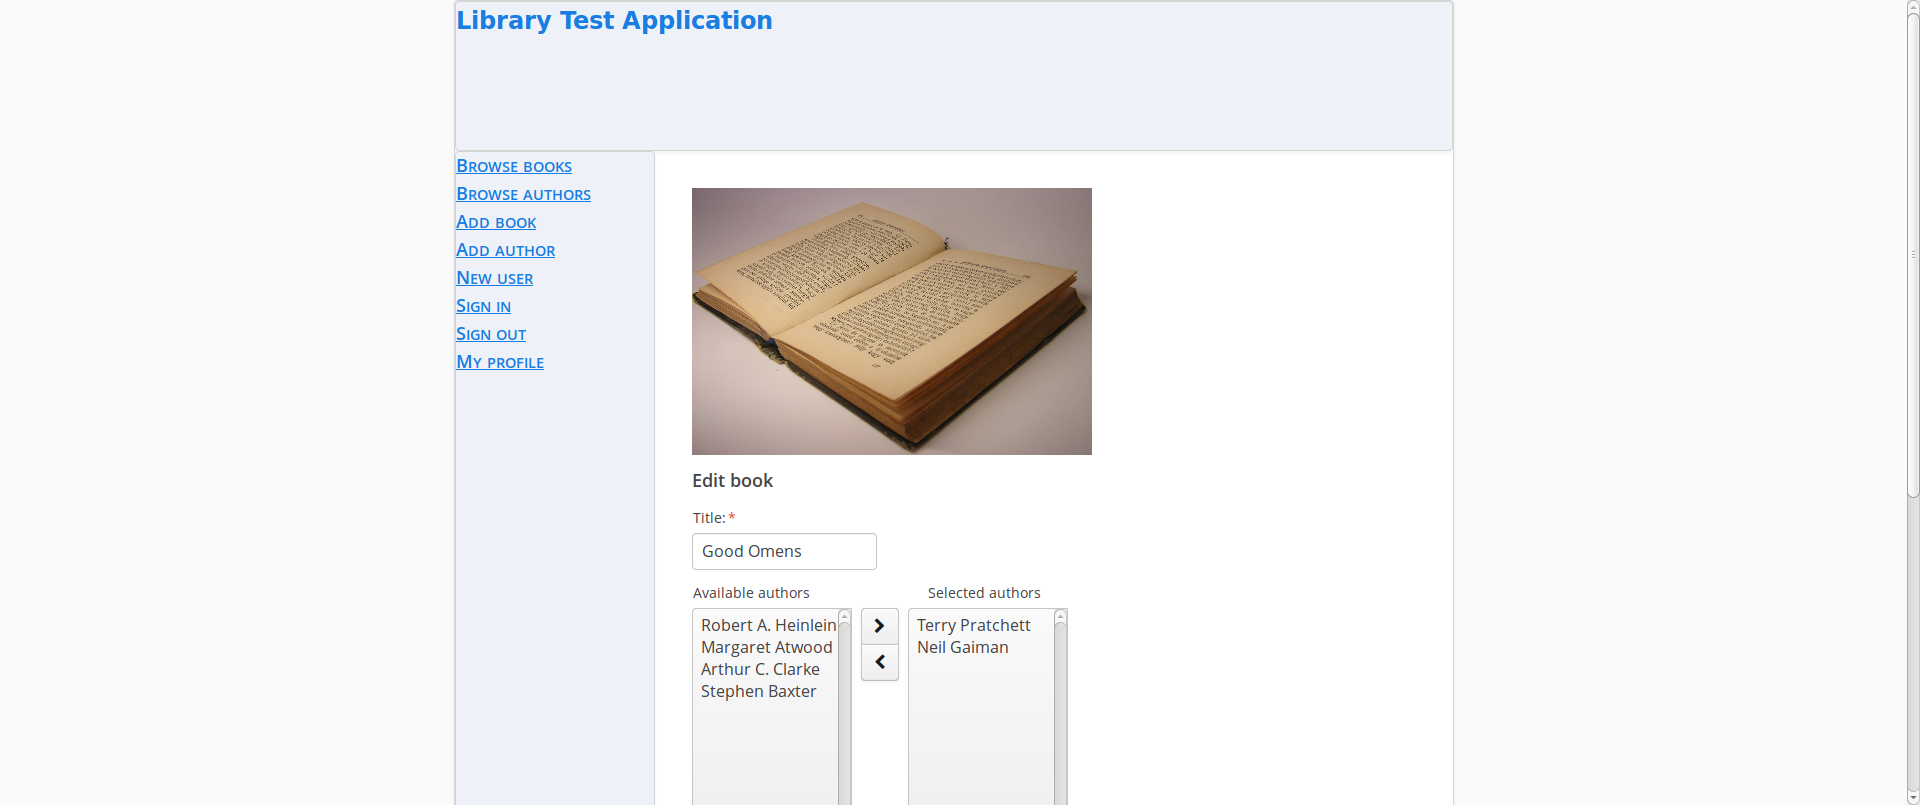 Library Test Application
Browse books
Browse authors
Add book
Add author
New user
Sign in
Sign out
My profile
Edit book
Title:*
Good Omens
Available authors
Selected authors
Robert A. Heinlein
Margaret Atwood
Arthur C. Clarke
Stephen Baxter
Terry Pratchett
Neil Gaiman